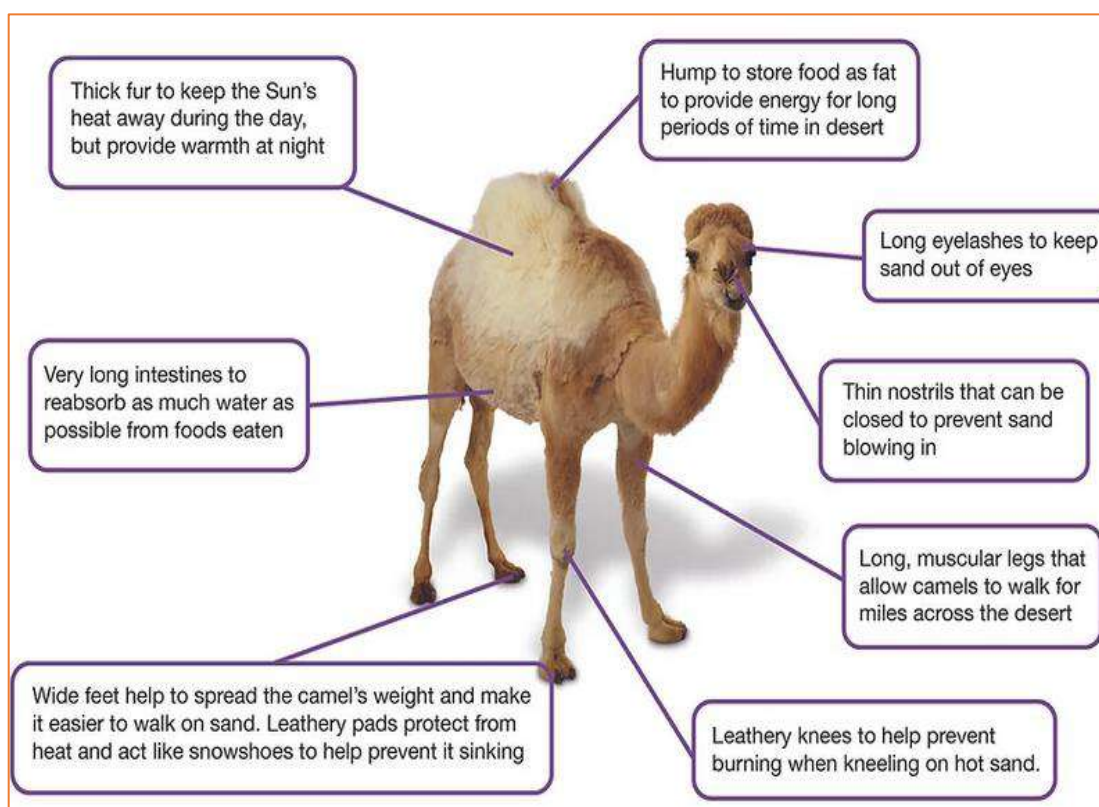 Thick fur to keep the Sun's
heat away during the day,
but provide warmth at night
Hump to store food as fat
to provide energy for long
periods of time in desert
Long eyelashes to keep
sand out of eyes
Very long intestines to
reabsorb as much water as
possible from foods eaten
Thin nostrils that can be
closed to prevent sand
blowing in
Long, muscular legs that
allow camels to walk for
miles across the desert
Wide feet help to spread the camel's weight and make
it easier to walk on sand. Leathery pads protect from
heat and act like snowshoes to help prevent it sinking
Leathery knees to help prevent
burning when kneeling on hot sand.